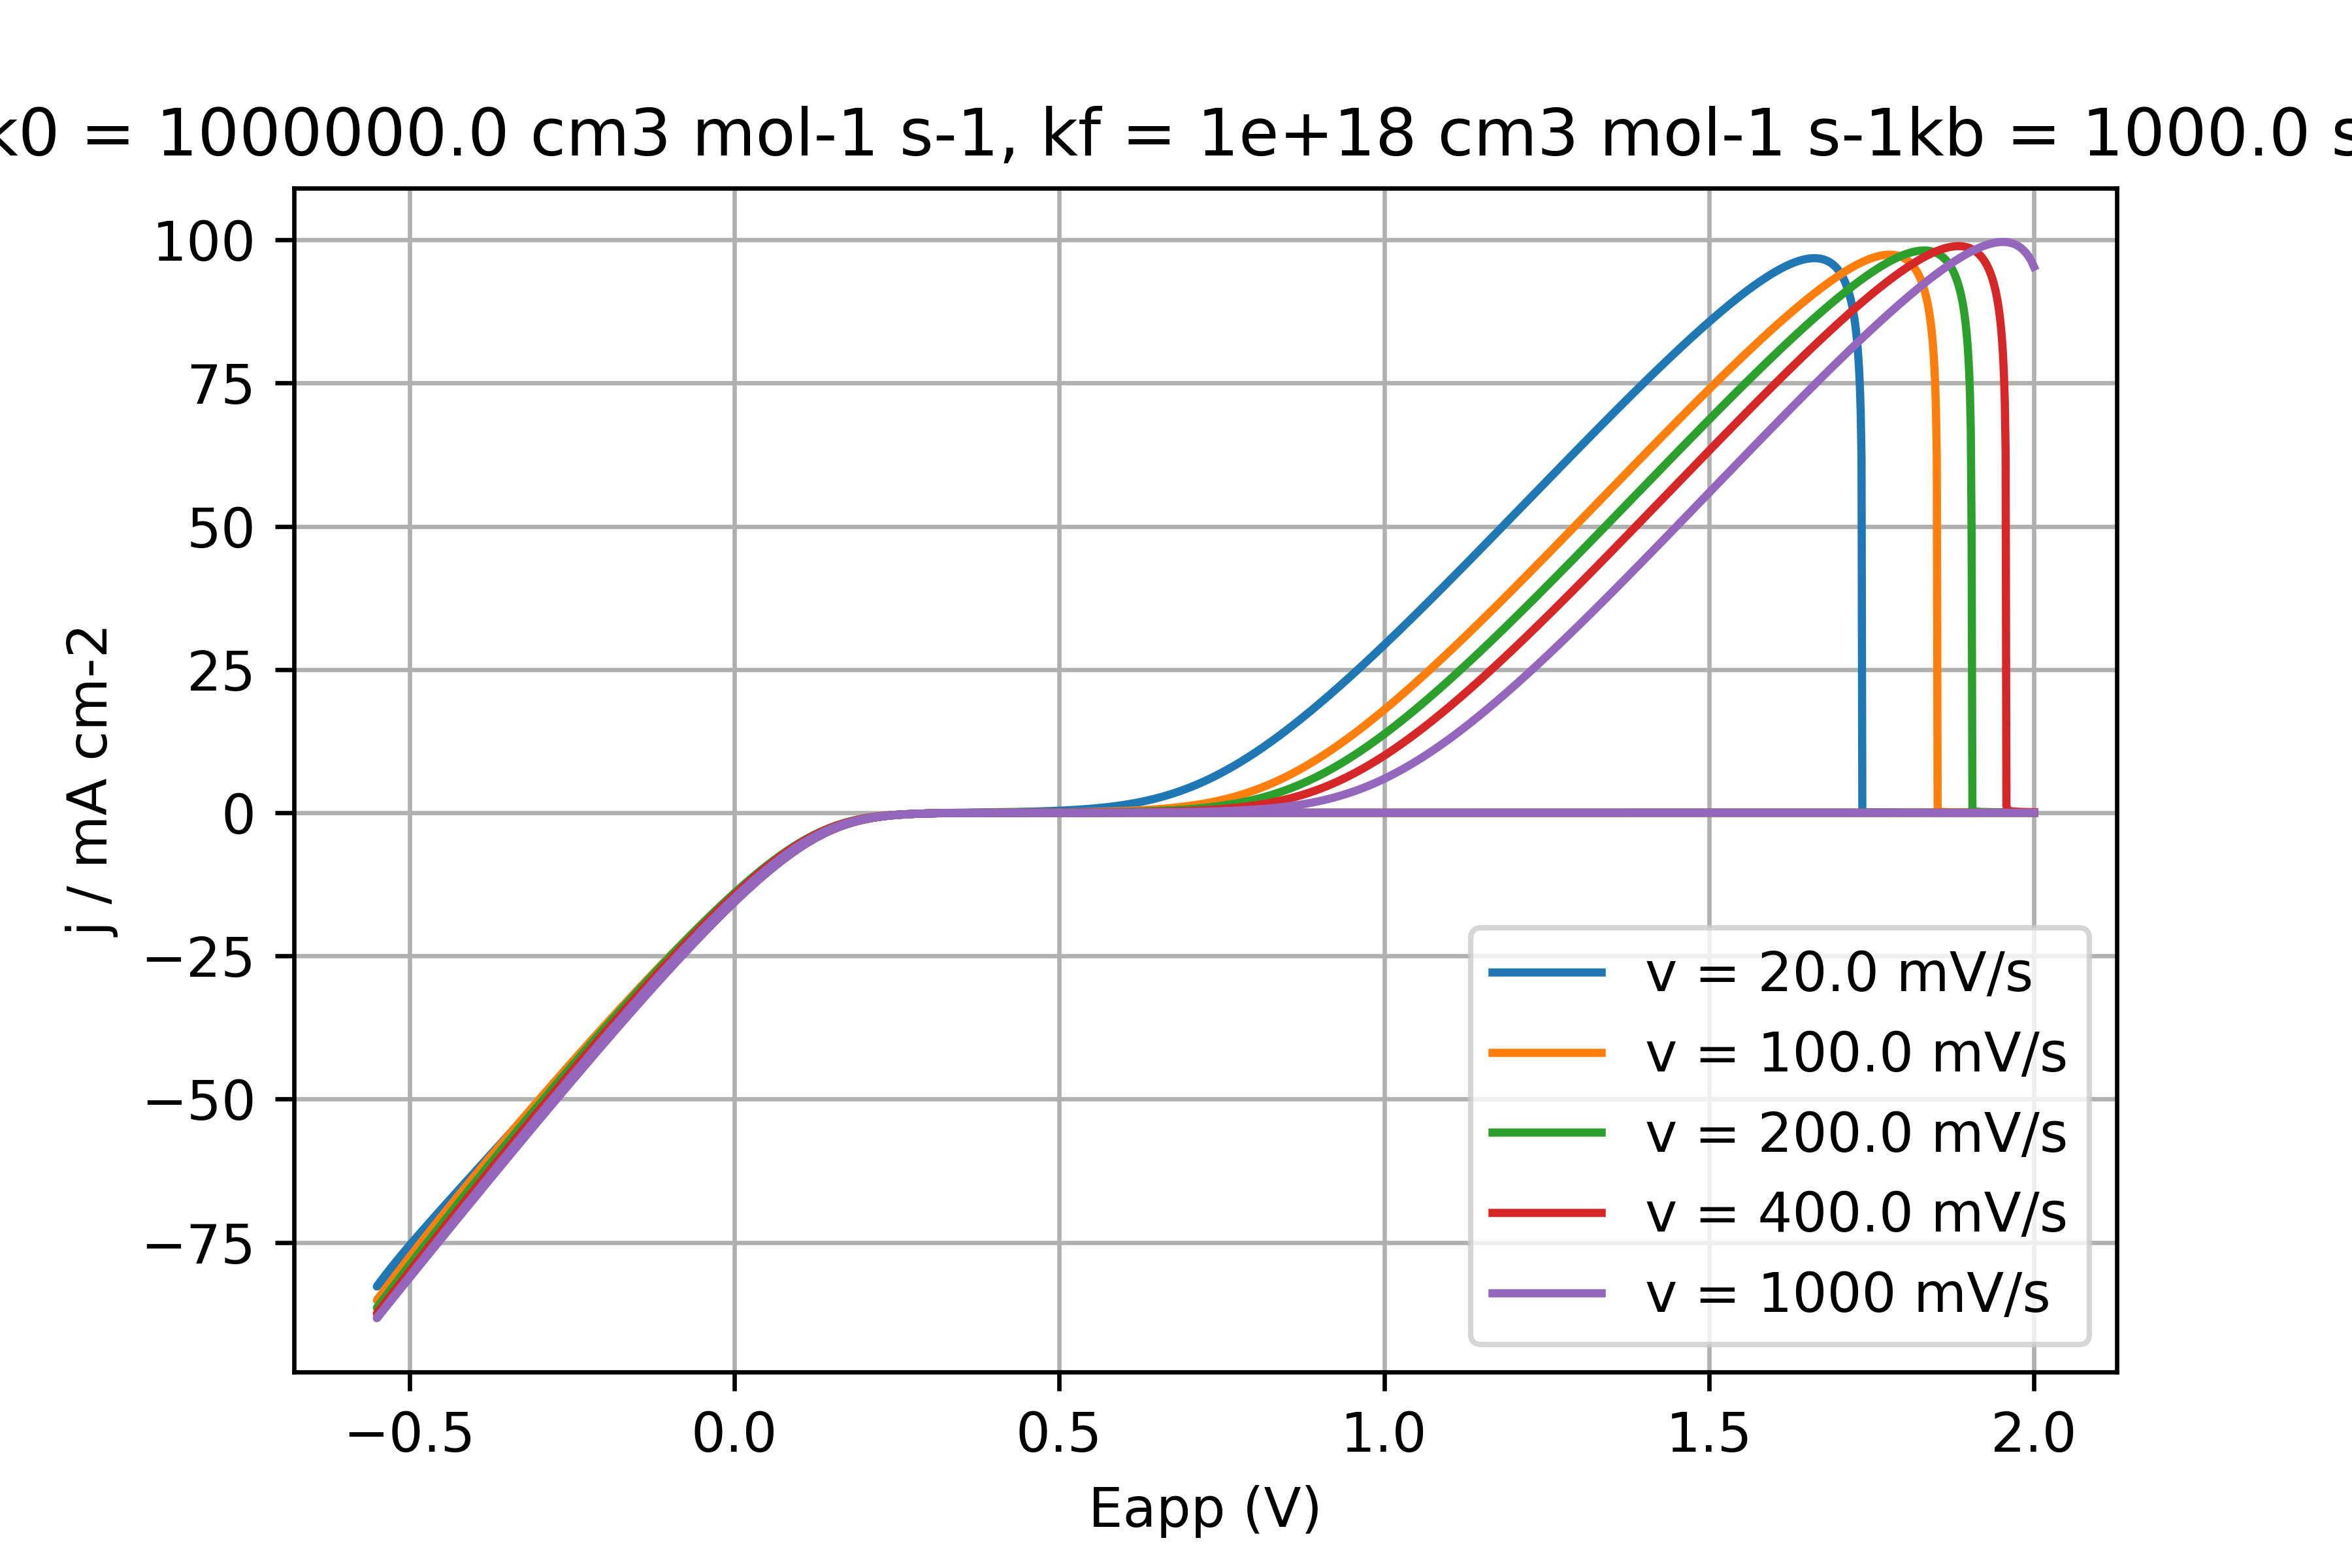 k0 = 1000000.0 cm3 mol-1 s-1, kf = 1e+18 cm3 mol-1 s-1kb = 1000.0 s
100
75
50
25
0
−25
−50
−75
j / mA cm-2
v = 20.0 mV/s
v = 100.0 mV/s
v = 200.0 mV/s
v = 400.0 mV/s
v = 1000 mV/s
−0.5 0.0 0.5 1.0 1.5 2.0
Eapp (V)